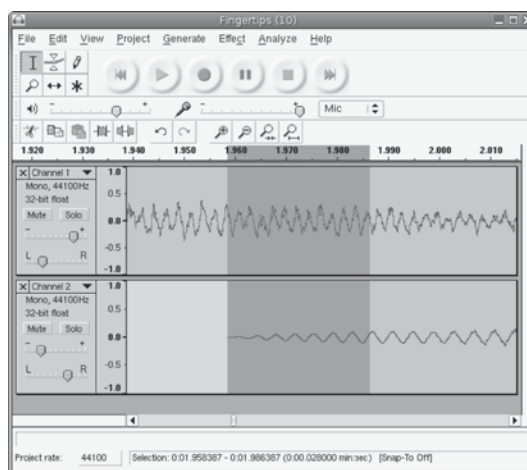 Fingertips (10)
File Edit View Project Generate Effect Analyze Help
Mic
1.920 1.930 1.940 1.950 1.960 1.970 1.980 1.990 2.000 2.010
X Channel 1
Mono, 44100Hz
32-bit float
Mute Solo
- +
L R
1.0
0.5
0.0-
-0.5
-1.0
X Channel 2
Mono, 44100Hz
32-bit float
Mute Solo
- +
L R
1.0
0.5-
0.0-
-0.5
-1.0
Project rate: 44100 Selection: 0:01.958387 - 0:01.986387 (0:00.028000 min:sec) [Snap-To Off]